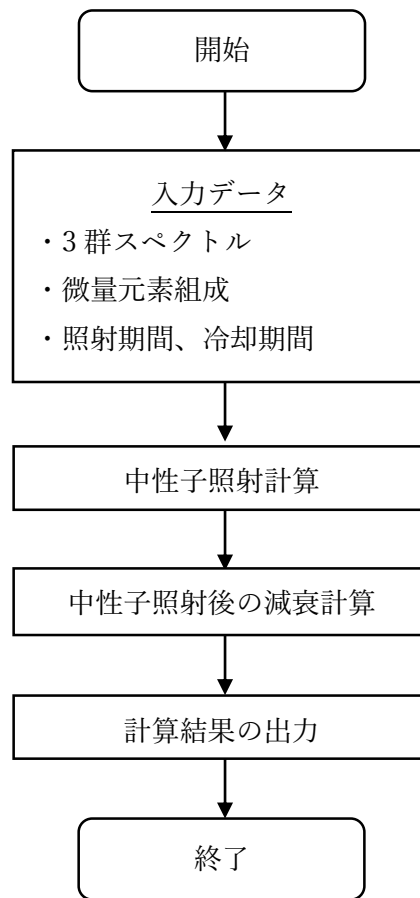 開始
入力データ
・3 群スペクトル
・微量元素組成
・照射期間、冷却期間
中性子照射計算
中性子照射後の減衰計算
計算結果の出力
終了